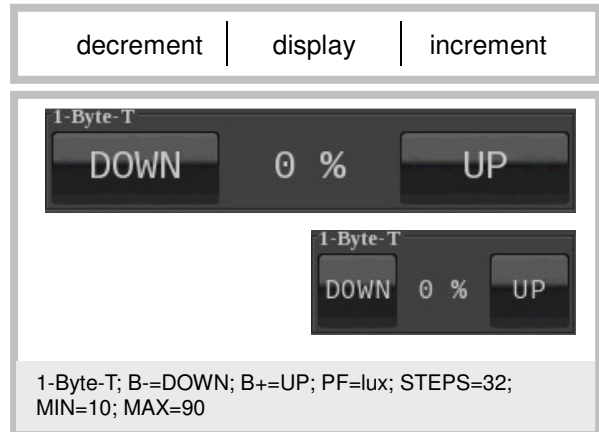 decrement display increment
1-Byte-T
DOWN 0 % UP
1-Byte-T
DOWN 0 % UP
1-Byte-T; B-=DOWN; B+=UP; PF=lux; STEPS=32;
MIN=10; MAX=90